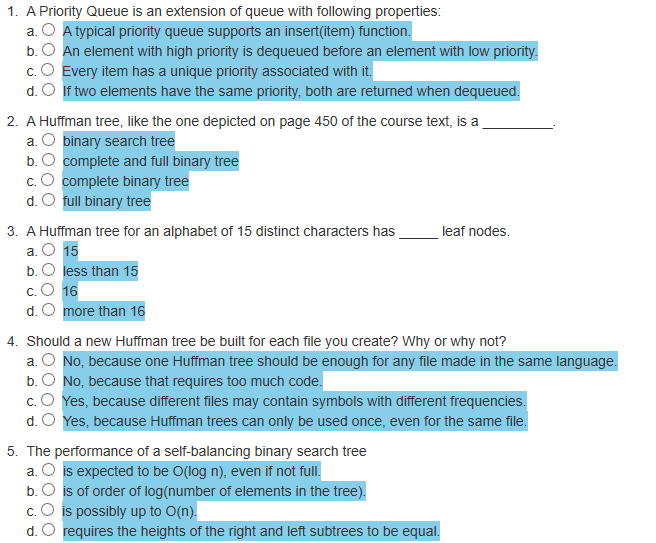 1. A Priority Queue is an extension of queue with following properties:
a. A typical priority queue supports an insert(item) function.
b. An element with high priority is dequeued before an element with low priority.
c. Every item has a unique priority associated with it.
d. If two elements have the same priority, both are returned when dequeued.
2. A Huffman tree, like the one depicted on page 450 of the course text, is a __________.
a. binary search tree
b. complete and full binary tree
c. complete binary tree
d. full binary tree
3. A Huffman tree for an alphabet of 15 distinct characters has _____ leaf nodes.
a. 15
b. less than 15
c. 16
d. more than 16
4. Should a new Huffman tree be built for each file you create? Why or why not?
a. No, because one Huffman tree should be enough for any file made in the same language.
b. No, because that requires too much code.
c. Yes, because different files may contain symbols with different frequencies.
d. Yes, because Huffman trees can only be used once, even for the same file.
5. The performance of a self-balancing binary search tree
a. is expected to be O(log n), even if not full.
b. is of order of log(number of elements in the tree).
c. is possibly up to O(n).
d. requires the heights of the right and left subtrees to be equal.